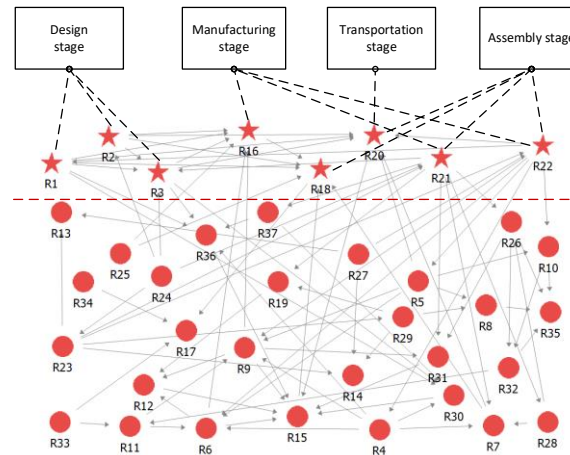 Design
stage
Manufacturing
stage
Transportation
stage
Assembly stage
R2
R16
R20
R22
R1
R3
R18
R21
R13
R37
R26
R36
R25
R27
R10
R24
R34
R19
R5
R8
R35
R17
R29
R23
R9
R31
R32
R14
R12
R30
R33
R11
R6
R15
R4
R7
R28